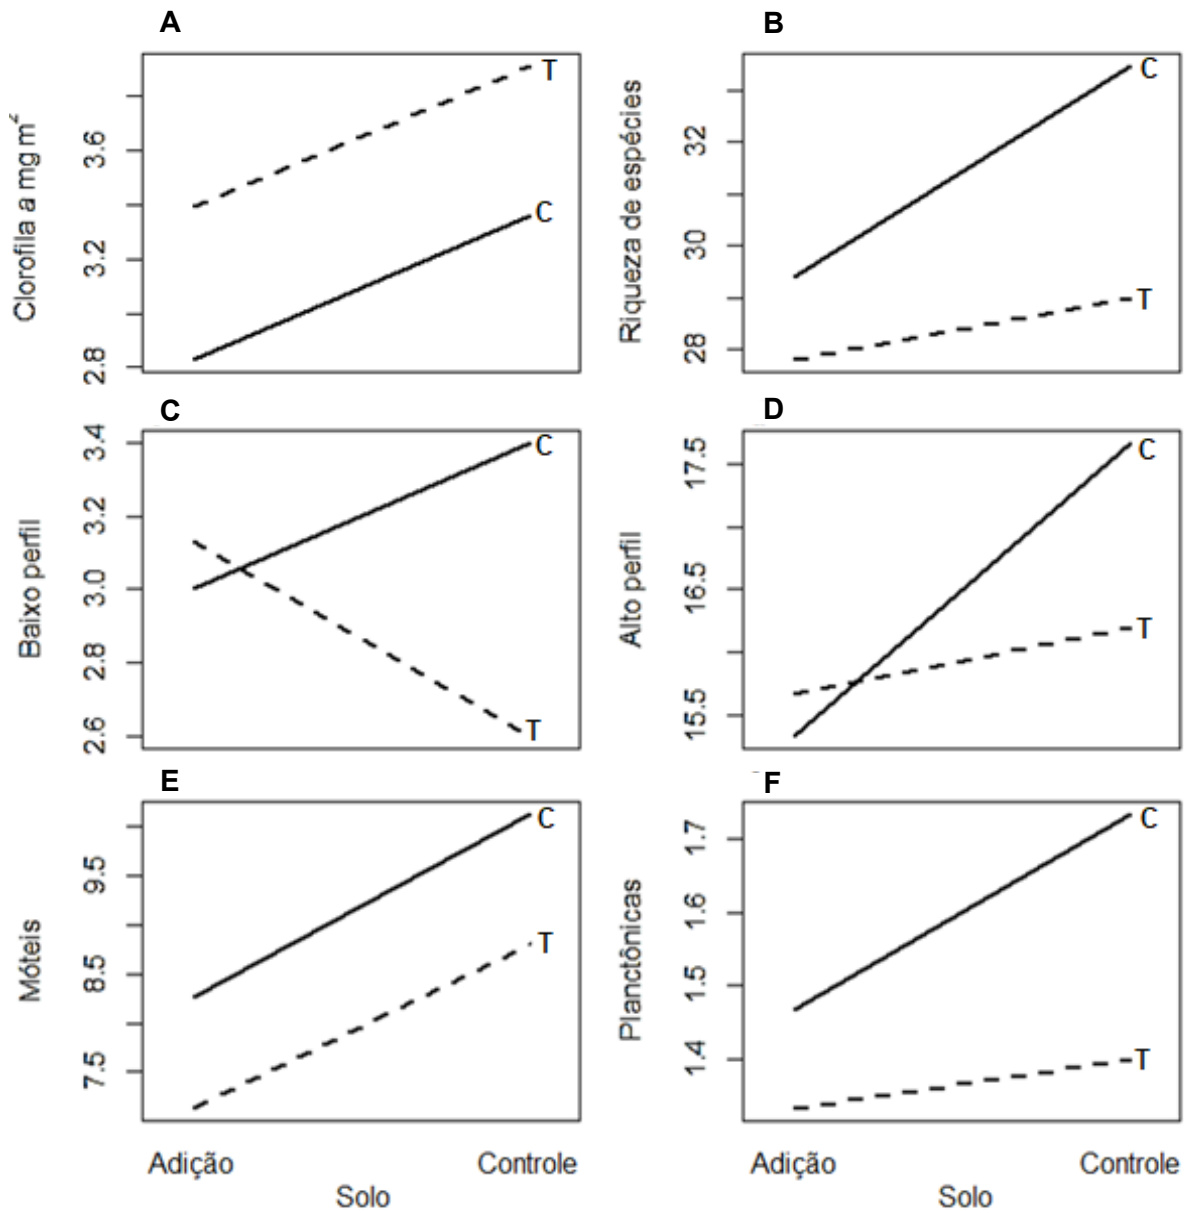 A
Clorofila a mg m²
3.6
3.2
2.8
T
C
B
Riqueza de espécies
32
30
28
C
T
C
Baixo perfil
3.4
3.2
3.0
2.8
2.6
C
T
D
Alto perfil
17.5
16.5
15.5
C
T
E
Móteis
9.5
8.5
7.5
C
T
Adição
Controle
Solo
F
Planctônicas
1.7
1.6
1.5
1.4
C
T
Adição
Controle
Solo